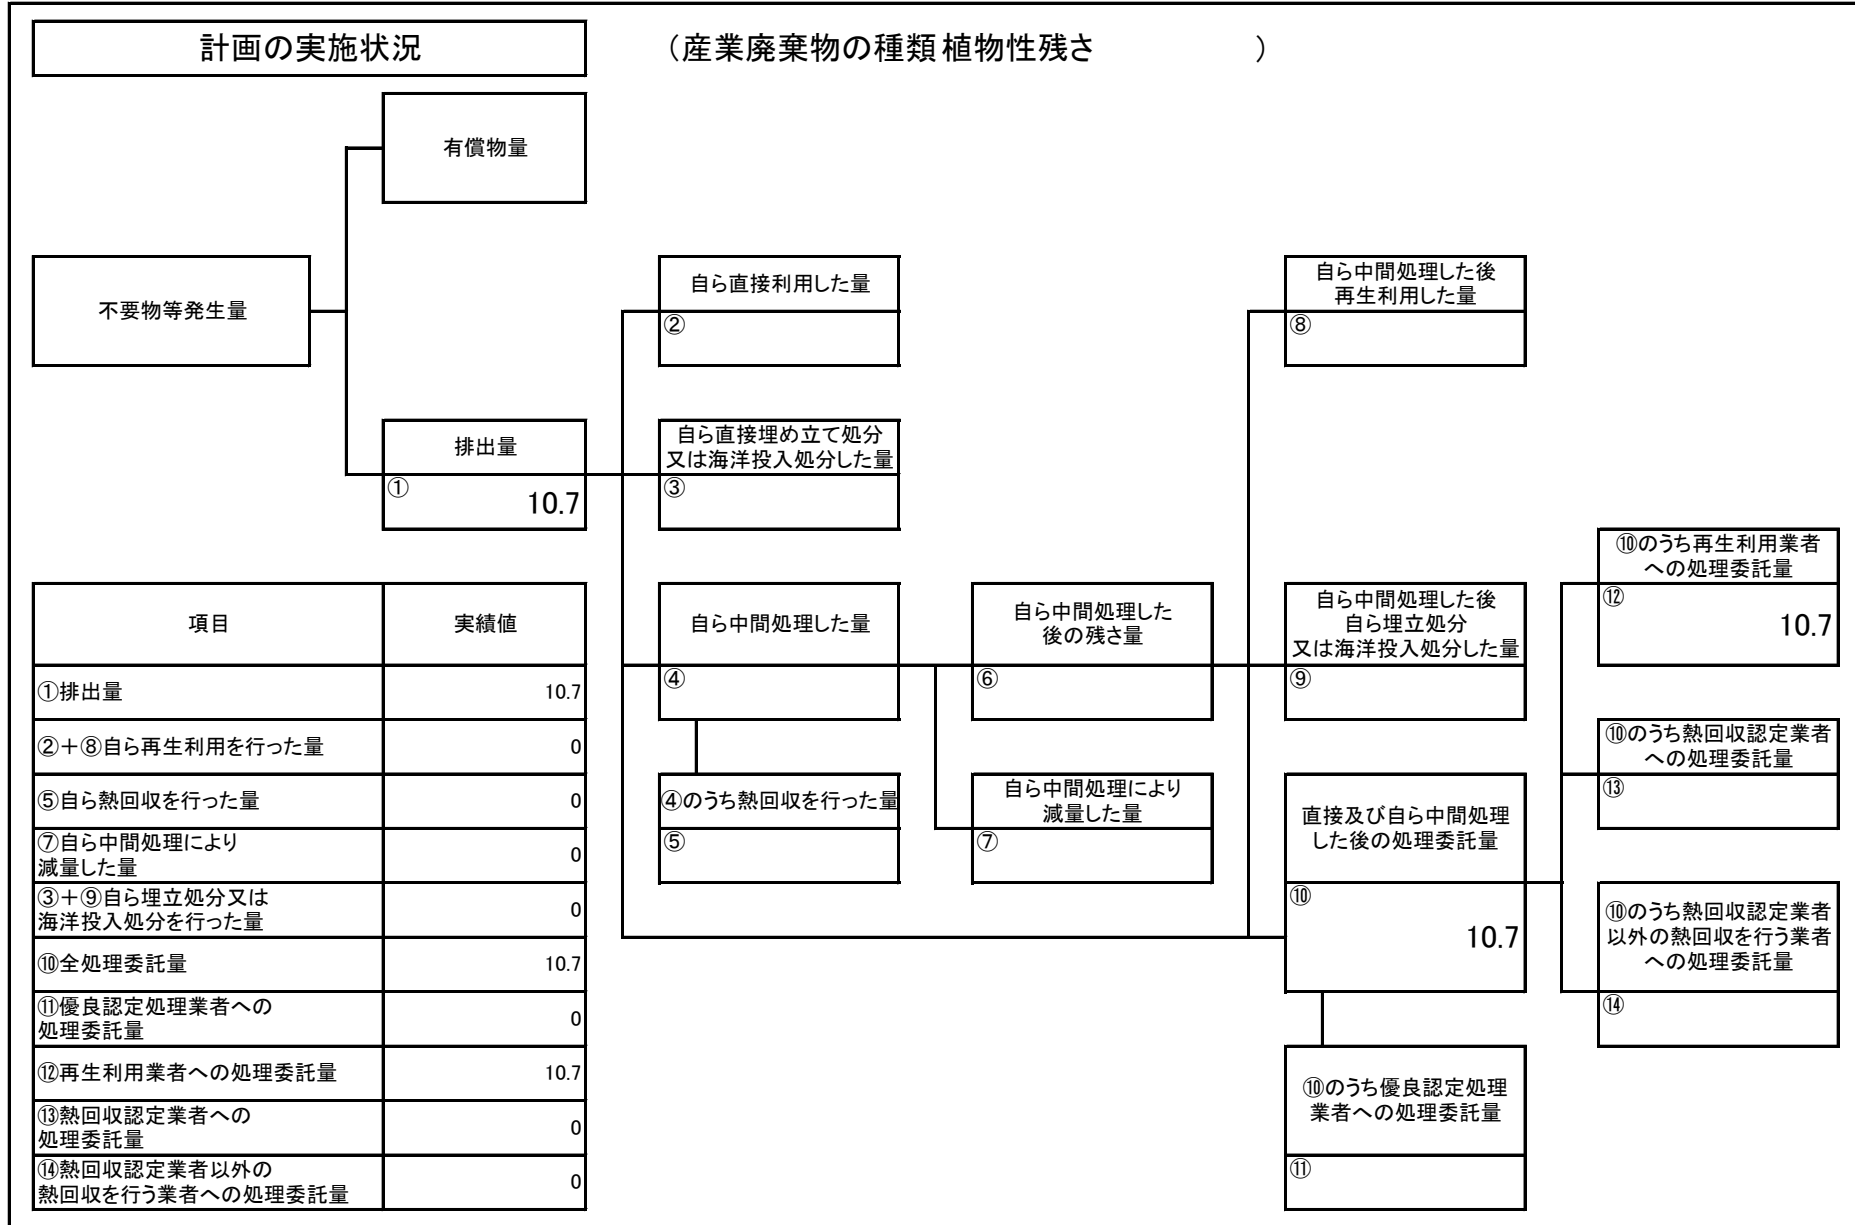 計画の実施状況
（産業廃棄物の種類 植物性残さ　　　　　）
有償物量
不要物等発生量
自ら直接利用した量
②
自ら中間処理した後
再生利用した量
⑧
排出量
①
10.7
自ら直接埋め立て処分
又は海洋投入処分した量
③
⑩のうち再生利用業者
への処理委託量
⑫
10.7
自ら中間処理した量
④
自ら中間処理した
後の残さ量
⑥
自ら中間処理した後
自ら埋立処分
又は海洋投入処分した量
⑨
⑩のうち熱回収認定業者
への処理委託量
⑬
④のうち熱回収を行った量
⑤
自ら中間処理により
減量した量
⑦
直接及び自ら中間処理
した後の処理委託量
⑩
10.7
⑩のうち熱回収認定業者
以外の熱回収を行う業者
への処理委託量
⑭
⑩のうち優良認定処理
業者への処理委託量
⑪
項目 実績値
①排出量 10.7
②＋⑧自ら再生利用を行った量 0
⑤自ら熱回収を行った量 0
⑦自ら中間処理により
減量した量 0
③＋⑨自ら埋立処分又は
海洋投入処分を行った量 0
⑩全処理委託量 10.7
⑪優良認定処理業者への
処理委託量 0
⑫再生利用業者への処理委託量 10.7
⑬熱回収認定業者への
処理委託量 0
⑭熱回収認定業者以外の
熱回収を行う業者への処理委託量 0